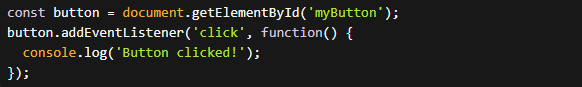 const button = document.getElementById('myButton');
button.addEventListener('click', function() {
  console.log('Button clicked!');
});